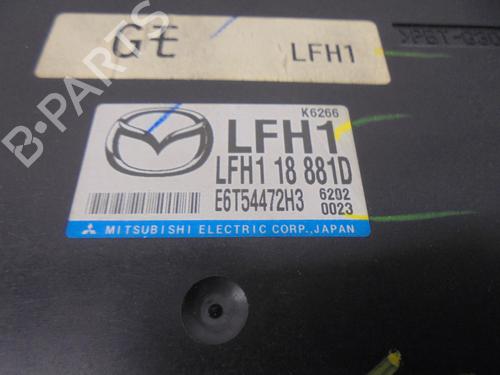 GE LFH1
K6266
LFH1
LFH1 18 881D
E6T54472H3 6202
0023
MITSUBISHI ELECTRIC CORP., JAPAN
B-PARTS